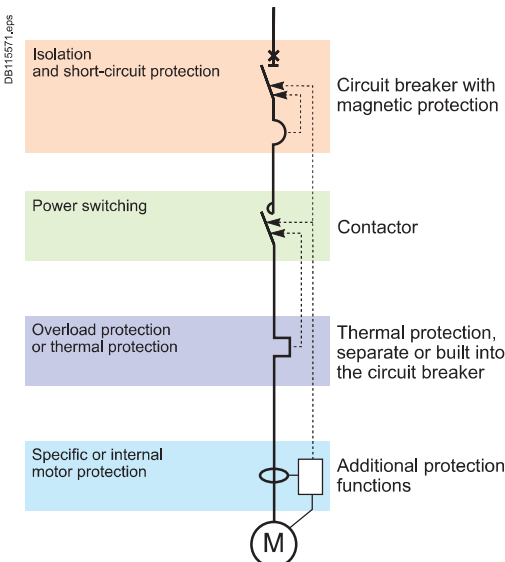 DB115571.eps
Isolation
and short-circuit protection
Circuit breaker with
magnetic protection
Power switching
Contactor
Overload protection
or thermal protection
Thermal protection,
separate or built into
the circuit breaker
Specific or internal
motor protection
Additional protection
functions
M